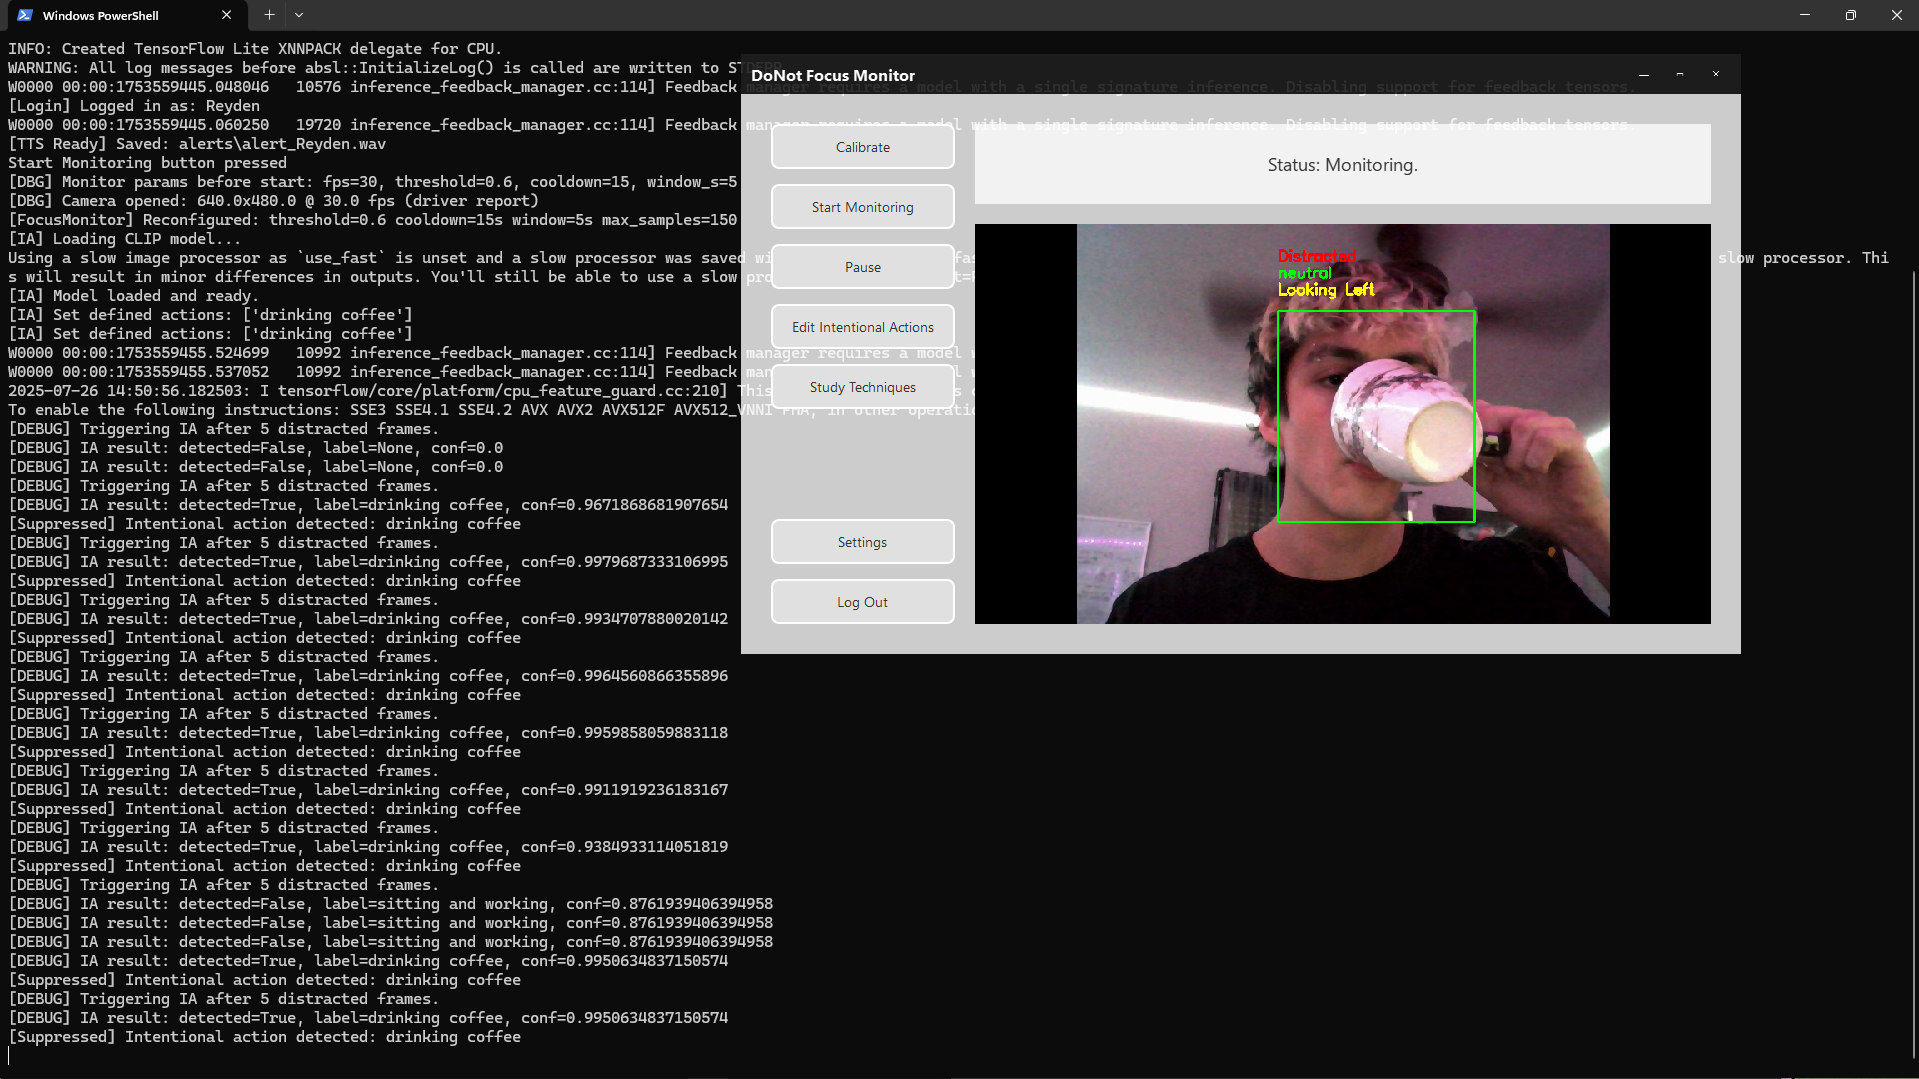 Windows PowerShell
INFO: Created TensorFlow Lite XNNPACK delegate for CPU.
WARNING: All log messages before absl::InitializeLog() is called are written to STDERR
W0000 00:00:1753559445.048046   10576 inference_feedback_manager.cc:114] Feedback manager requires a model with a single signature inference. Disabling support for feedback tensors.
[Login] Logged in as: Reyden
W0000 00:00:1753559445.060250   19720 inference_feedback_manager.cc:114] Feedback manager requires a model with a single signature inference. Disabling support for feedback tensors.
[TTS Ready] Saved: alerts\alert_Reyden.wav
Start Monitoring button pressed
[DBG] Monitor params before start: fps=30, threshold=0.6, cooldown=15, window_s=5
[DBG] Camera opened: 640.0x480.0 @ 30.0 fps (driver report)
[FocusMonitor] Reconfigured: threshold=0.6 cooldown=15s window=5s max_samples=150
[IA] Loading CLIP model...
Using a slow image processor as `use_fast` is unset and a slow processor was saved wi slow processor. Thi
s will result in minor differences in outputs. You'll still be able to use a slow pro
[IA] Model loaded and ready.
[IA] Set defined actions: ['drinking coffee']
[IA] Set defined actions: ['drinking coffee']
W0000 00:00:1753559455.524699   10992 inference_feedback_manager.cc:114] Feedback manager requires a model w
W0000 00:00:1753559455.537052   10992 inference_feedback_manager.cc:114] Feedback
2025-07-26 14:50:56.182503: I tensorflow/core/platform/cpu_feature_guard.cc:210] This
To enable the following instructions: SSE3 SSE4.1 SSE4.2 AVX AVX2 AVX512F AVX512_VNNI FMA, in other operatio
[DEBUG] Triggering IA after 5 distracted frames.
[DEBUG] IA result: detected=False, label=None, conf=0.0
[DEBUG] IA result: detected=False, label=None, conf=0.0
[DEBUG] Triggering IA after 5 distracted frames.
[DEBUG] IA result: detected=True, label=drinking coffee, conf=0.9671868681907654
[Suppressed] Intentional action detected: drinking coffee
[DEBUG] Triggering IA after 5 distracted frames.
[DEBUG] IA result: detected=True, label=drinking coffee, conf=0.9979687333106995
[Suppressed] Intentional action detected: drinking coffee
[DEBUG] Triggering IA after 5 distracted frames.
[DEBUG] IA result: detected=True, label=drinking coffee, conf=0.9934707880020142
[Suppressed] Intentional action detected: drinking coffee
[DEBUG] Triggering IA after 5 distracted frames.
[DEBUG] IA result: detected=True, label=drinking coffee, conf=0.9964560866355896
[Suppressed] Intentional action detected: drinking coffee
[DEBUG] Triggering IA after 5 distracted frames.
[DEBUG] IA result: detected=True, label=drinking coffee, conf=0.9959858059883118
[Suppressed] Intentional action detected: drinking coffee
[DEBUG] Triggering IA after 5 distracted frames.
[DEBUG] IA result: detected=True, label=drinking coffee, conf=0.9911919236183167
[Suppressed] Intentional action detected: drinking coffee
[DEBUG] Triggering IA after 5 distracted frames.
[DEBUG] IA result: detected=True, label=drinking coffee, conf=0.9384933114051819
[Suppressed] Intentional action detected: drinking coffee
[DEBUG] Triggering IA after 5 distracted frames.
[DEBUG] IA result: detected=False, label=sitting and working, conf=0.8761939406394958
[DEBUG] IA result: detected=False, label=sitting and working, conf=0.8761939406394958
[DEBUG] IA result: detected=False, label=sitting and working, conf=0.8761939406394958
[DEBUG] IA result: detected=True, label=drinking coffee, conf=0.9950634837150574
[Suppressed] Intentional action detected: drinking coffee
[DEBUG] Triggering IA after 5 distracted frames.
[DEBUG] IA result: detected=True, label=drinking coffee, conf=0.9950634837150574
[Suppressed] Intentional action detected: drinking coffee
DoNot Focus Monitor
Calibrate
Start Monitoring
Pause
Edit Intentional Actions
Study Techniques
Settings
Log Out
Status: Monitoring.
Distracted
neutral
Looking Left